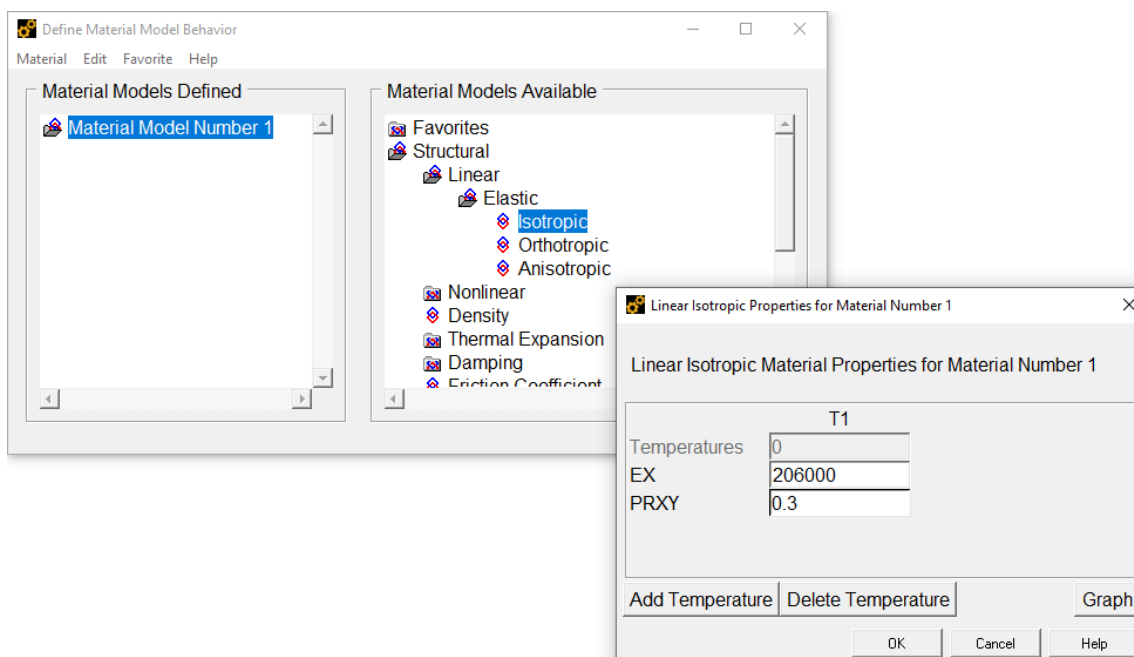 Define Material Model Behavior
Material Edit Favorite Help
Material Models Defined
Material Model Number 1
Material Models Available
Favorites
Structural
Linear
Elastic
Isotropic
Orthotropic
Anisotropic
Nonlinear
Density
Thermal Expansion
Damping
Friction Coefficient
Linear Isotropic Properties for Material Number 1
Linear Isotropic Material Properties for Material Number 1
T1
Temperatures 0
EX 206000
PRXY 0.3
Add Temperature Delete Temperature Graph
OK Cancel Help